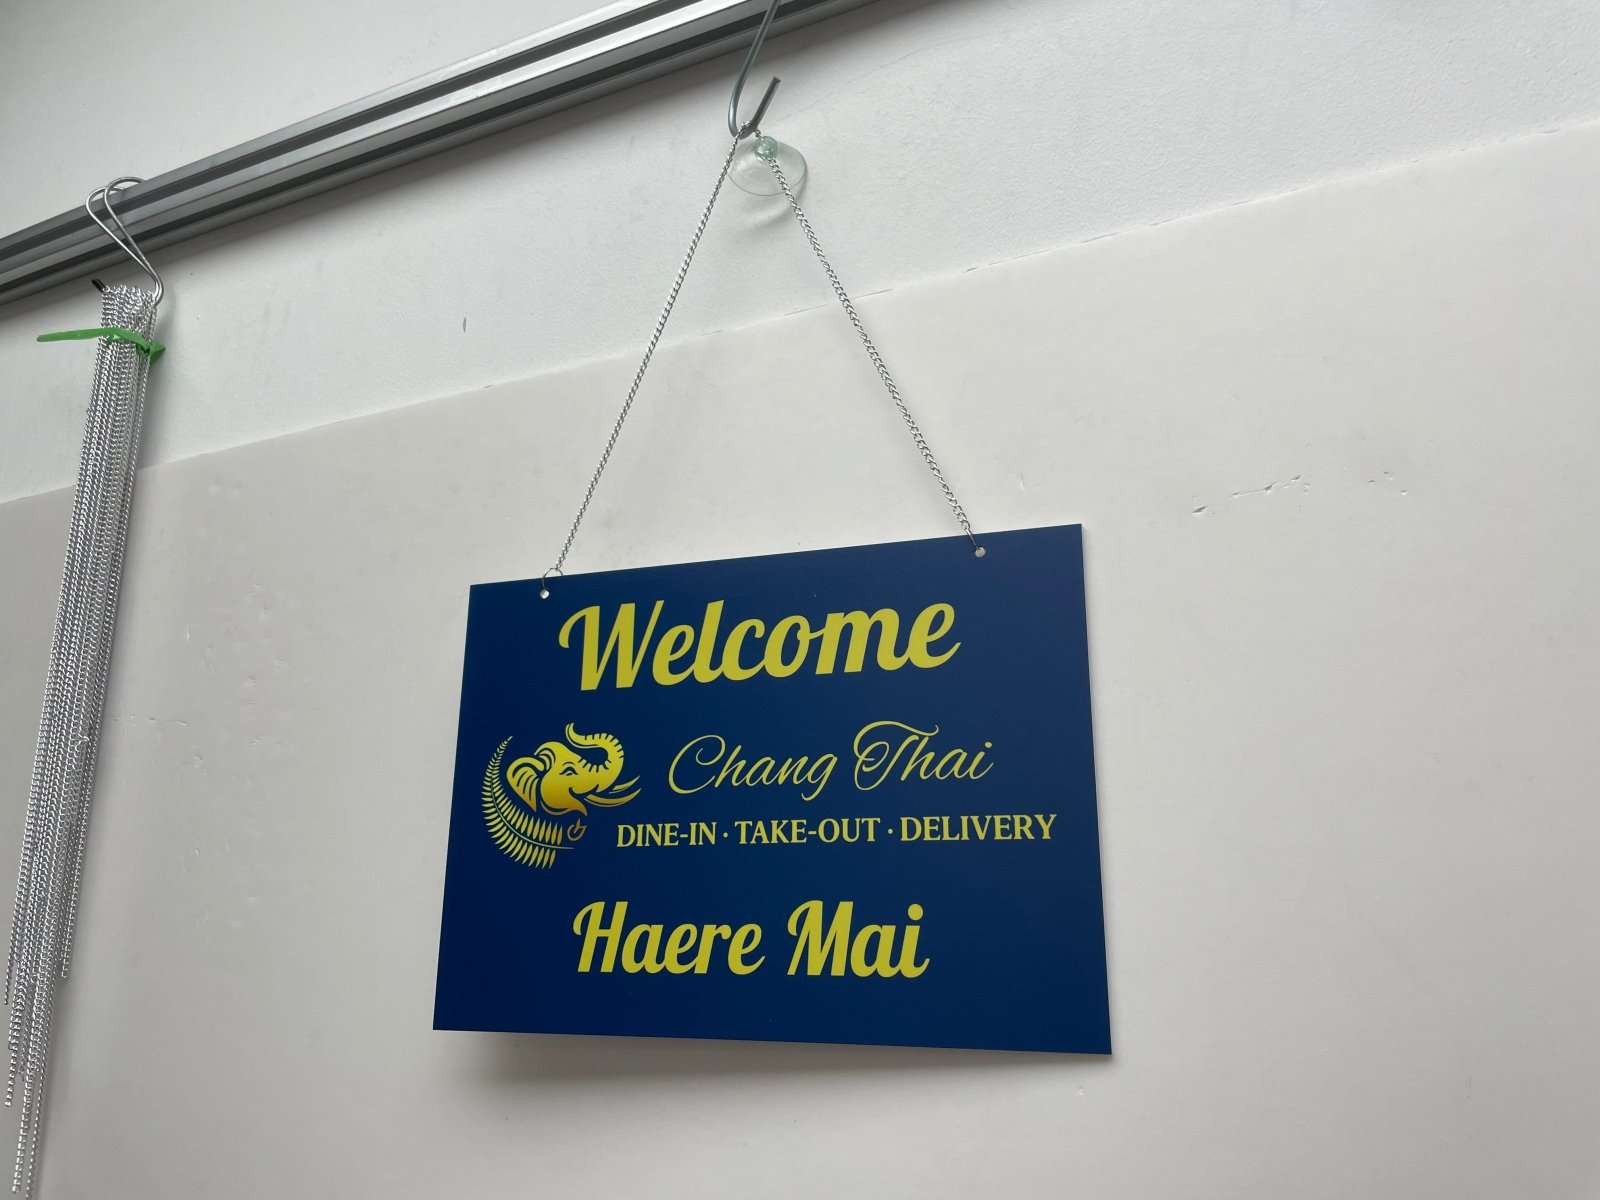 Welcome
Chang Thai
DINE-IN · TAKE-OUT · DELIVERY
Haere Mai